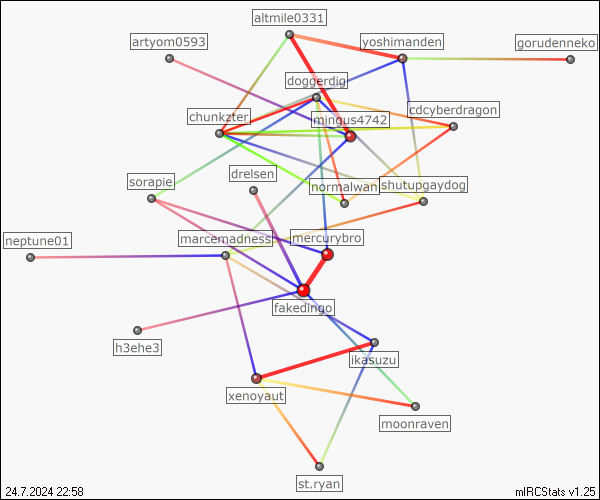 altmile0331
artyom0593
yoshimanden
gorudenneko
doggerdig
cdcyberdragon
chunkzter
mingus4742
drelsen
sorapie
normalwan
shutupgaydog
neptune01
marcemadness
mercurybro
fakedingo
h3ehe3
ikasuzu
xenoyaut
moonraven
st.ryan
24.7.2024 22:58
mIRCStats v1.25